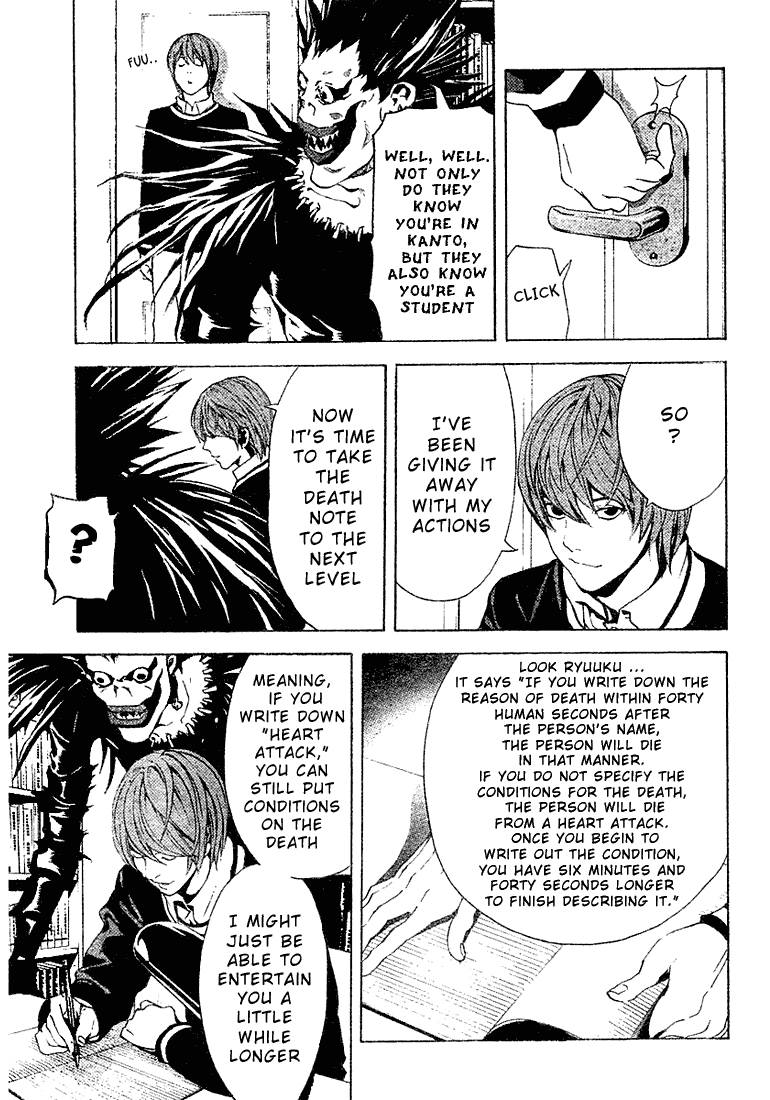 CLICK
FUU..
WELL, WELL.
NOT ONLY
DO THEY
KNOW
YOU'RE IN
KANTO,
BUT THEY
ALSO KNOW
YOU'RE A
STUDENT
SO
?
I'VE
BEEN
GIVING IT
AWAY
WITH MY
ACTIONS
NOW
IT'S TIME
TO TAKE
THE
DEATH
NOTE
TO THE
NEXT
LEVEL
?
LOOK RYUUKU ...
IT SAYS "IF YOU WRITE DOWN THE
REASON OF DEATH WITHIN FORTY
HUMAN SECONDS AFTER
THE PERSON'S NAME,
THE PERSON WILL DIE
IN THAT MANNER.
IF YOU DO NOT SPECIFY THE
CONDITIONS FOR THE DEATH,
THE PERSON WILL DIE
FROM A HEART ATTACK.
ONCE YOU BEGIN TO
WRITE OUT THE CONDITION,
YOU HAVE SIX MINUTES AND
FORTY SECONDS LONGER
TO FINISH DESCRIBING IT."
MEANING,
IF YOU
WRITE DOWN
"HEART
ATTACK,"
YOU CAN
STILL PUT
CONDITIONS
ON THE
DEATH
I MIGHT
JUST BE
ABLE TO
ENTERTAIN
YOU A
LITTLE
WHILE
LONGER